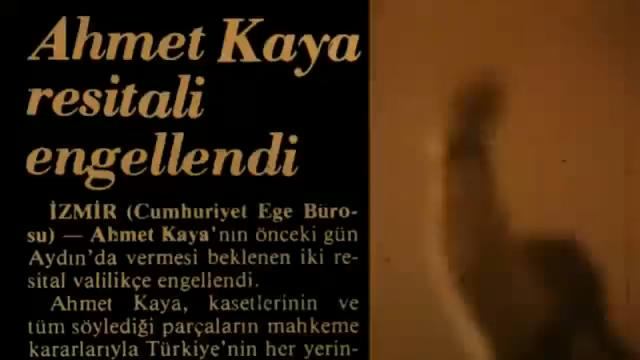 Ahmet Kaya
resitali
engellendi
İZMİR (Cumhuriyet Ege Büro-
su) — Ahmet Kaya'nın önceki gün
Aydın'da vermesi beklenen iki re-
sital valilikçe engellendi.
Ahmet Kaya, kasetlerinin ve
tüm söylediği parçaların mahkeme
kararlarıyla Türkiye'nin her yerin-